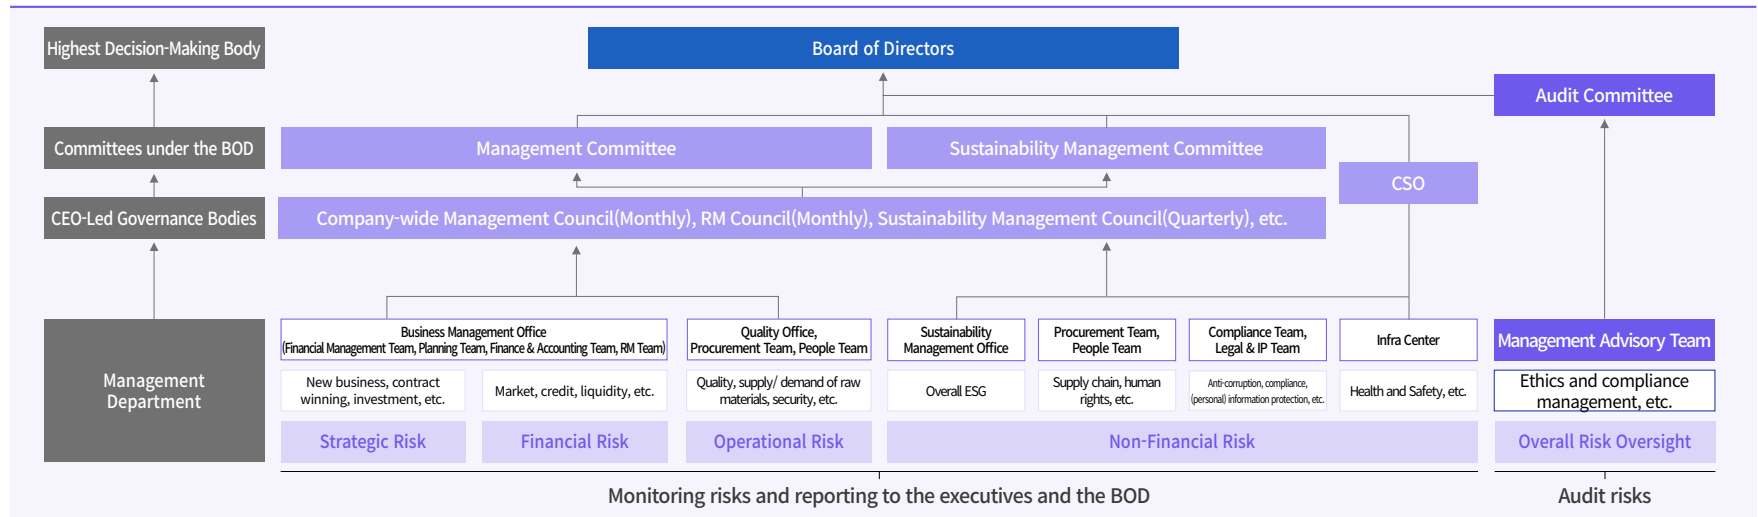 Highest Decision-Making Body
Board of Directors
Audit Committee
Committees under the BOD
Management Committee
Sustainability Management Committee
CSO
CEO-Led Governance Bodies
Company-wide Management Council(Monthly), RM Council(Monthly), Sustainability Management Council(Quarterly), etc.
Management
Department
Business Management Office
(Financial Management Team, Planning Team, Finance & Accounting Team, RM Team)
Quality Office,
Procurement Team, People Team
Sustainability
Management Office
Procurement Team,
People Team
Compliance Team,
Legal & IP Team
Infra Center
Management Advisory Team
New business, contract
winning, investment, etc.
Market, credit, liquidity, etc.
Quality, supply/ demand of raw
materials, security, etc.
Overall ESG
Supply chain, human
rights, etc.
Anti-corruption, compliance,
(personal) information protection, etc.
Health and Safety, etc.
Ethics and compliance
management, etc.
Strategic Risk
Financial Risk
Operational Risk
Non-Financial Risk
Overall Risk Oversight
Monitoring risks and reporting to the executives and the BOD
Audit risks